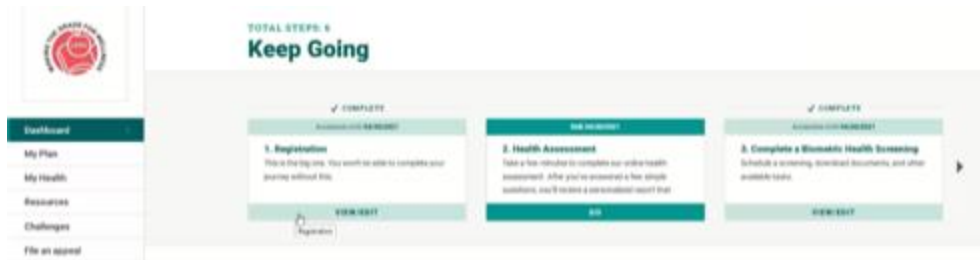 TOTAL STEPS: 6
Keep Going
✓ COMPLETE
✓ COMPLETE
Dashboard
My Plan
My Health
Resources
Challenges
File an appeal
1. Registration
This is the big one. You won't be able to complete your
journey without this.
VIEW/EDIT
Registration
2. Health Assessment
Take a few minutes to complete our online health
assessment. After you've answered a few simple
questions, you'll receive a personalized report that
GO
3. Complete a Biometric Health Screening
Schedule a screening, download documents, and other
available tasks.
VIEW/EDIT